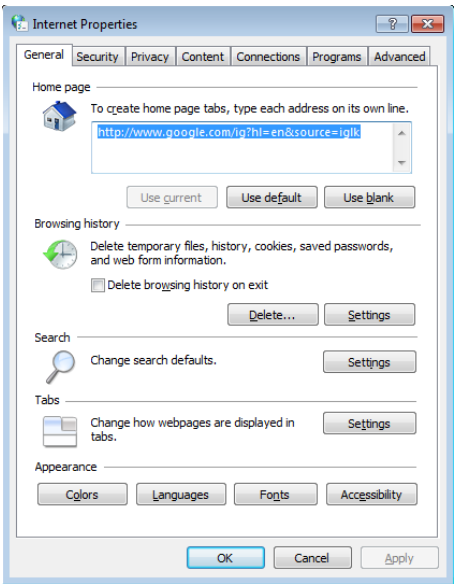 Internet Properties
General Security Privacy Content Connections Programs Advanced
Home page
To create home page tabs, type each address on its own line.
http://www.google.com/ig?hl=en&source=iglk
Use current Use default Use blank
Browsing history
Delete temporary files, history, cookies, saved passwords,
and web form information.
Delete browsing history on exit
Delete... Settings
Search
Change search defaults. Settings
Tabs
Change how webpages are displayed in
tabs. Settings
Appearance
Colors Languages Fonts Accessibility
OK Cancel Apply